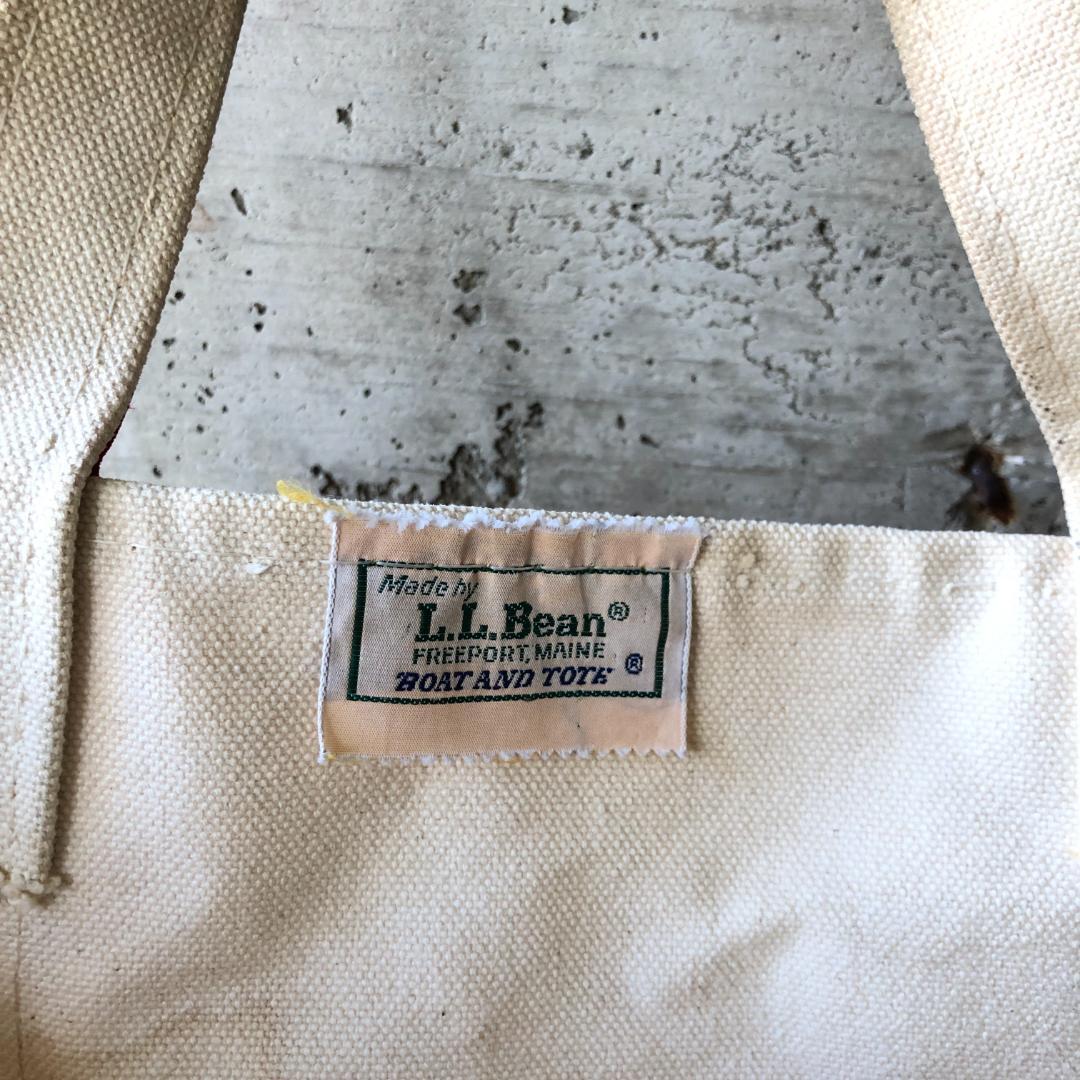 Made by
L.L.Bean®
FREEPORT, MAINE
BOAT AND TOTE ®